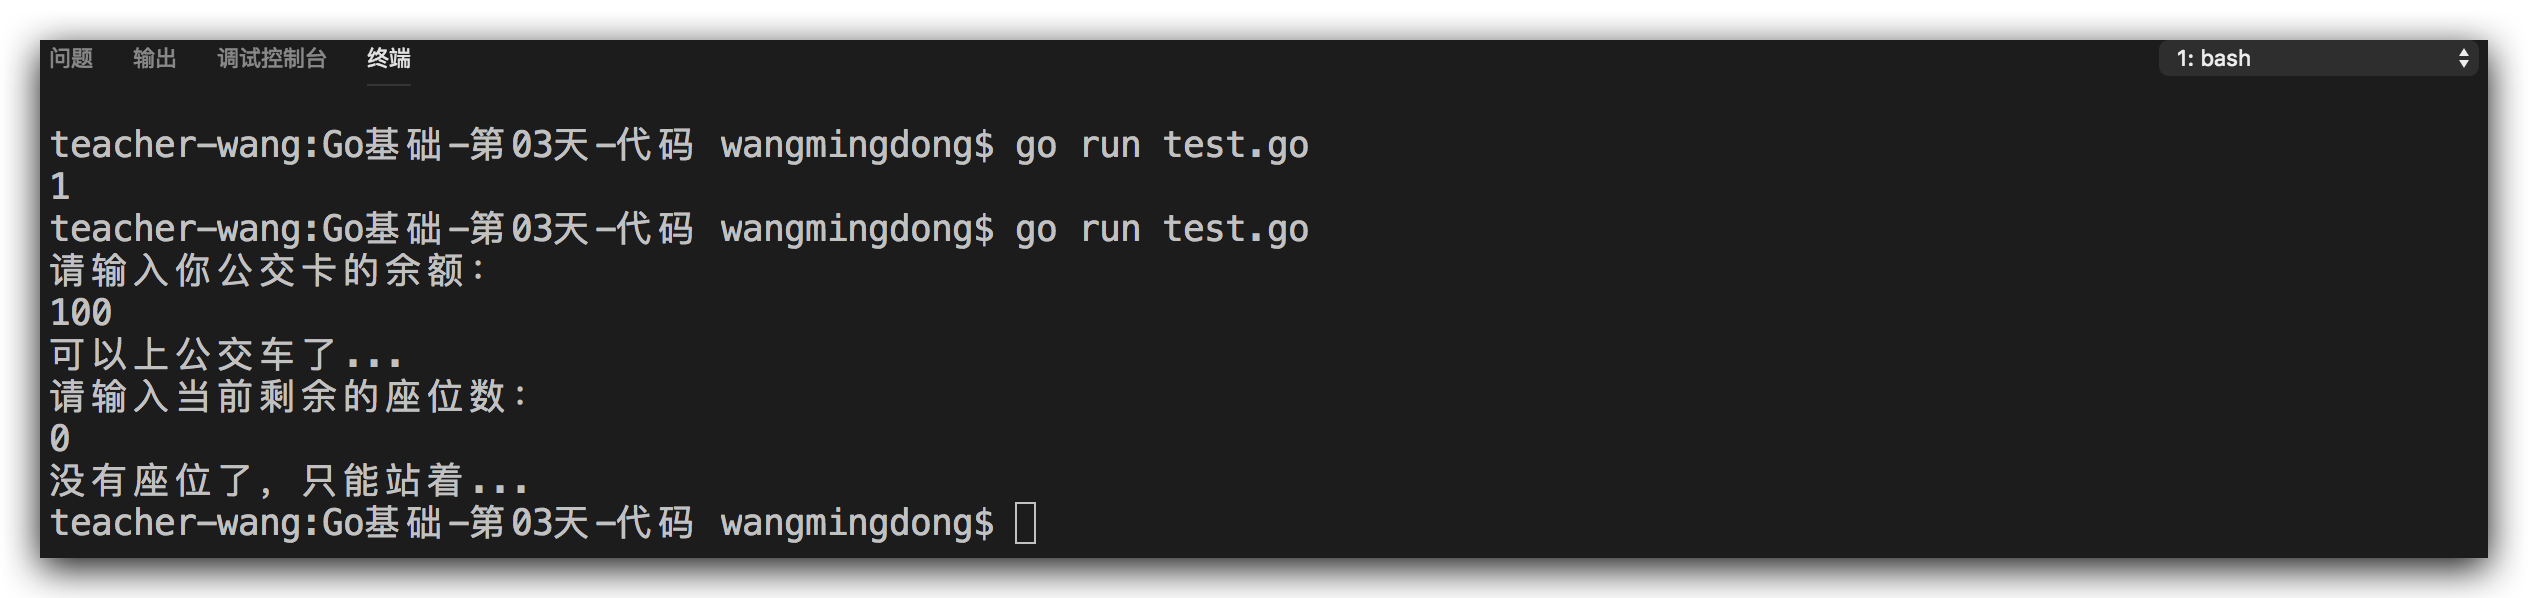 问题 输出 调试控制台 终端 1: bash
teacher-wang:Go基础-第03天-代码 wangmingdong$ go run test.go
1
teacher-wang:Go基础-第03天-代码 wangmingdong$ go run test.go
请输入你公交卡的余额：
100
可以上公交车了...
请输入当前剩余的座位数：
0
没有座位了，只能站着...
teacher-wang:Go基础-第03天-代码 wangmingdong$